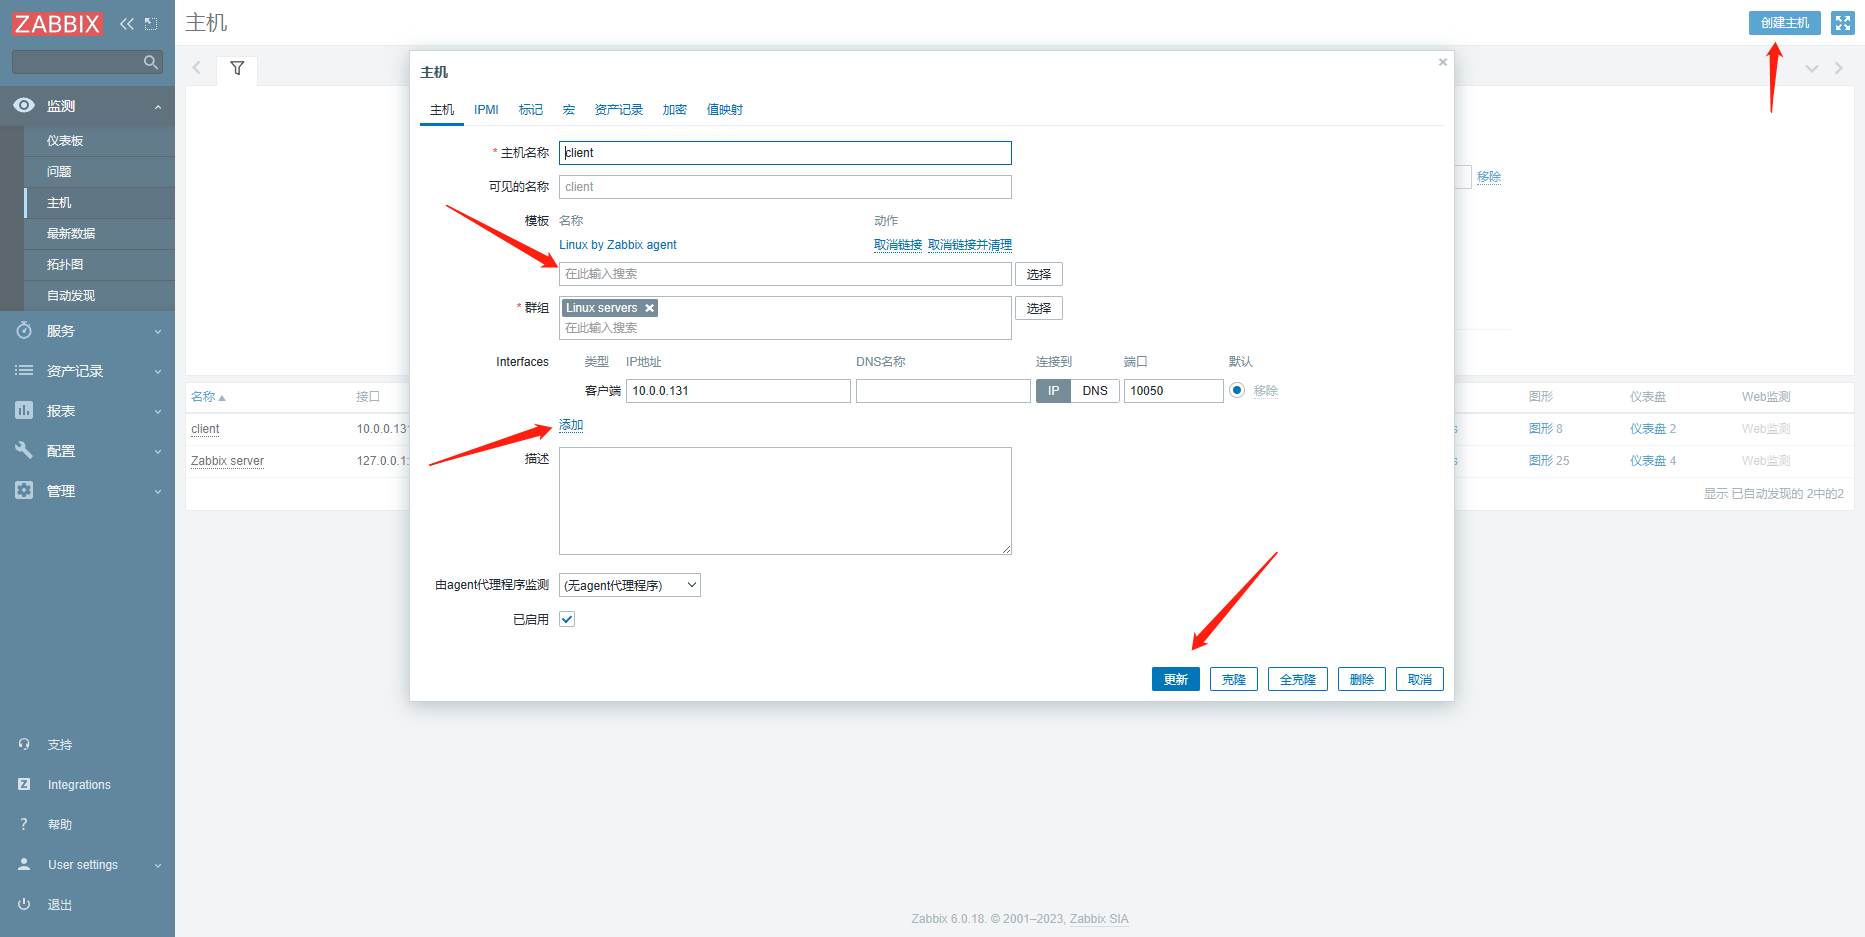 ZABBIX
主机
创建主机
监测
仪表板
问题
主机
最新数据
拓扑图
自动发现
服务
资产记录
报表
配置
管理
支持
Integrations
帮助
User settings
退出
主机
主机 IPMI 标记 宏 资产记录 加密 值映射
* 主机名称 client
可见的名称 client
模板 名称 动作
Linux by Zabbix agent 取消链接 取消链接并清理
在此输入搜索 选择
* 群组 Linux servers 选择
在此输入搜索
Interfaces 类型 IP地址 DNS名称 连接到 端口 默认
客户端 10.0.0.131 IP DNS 10050 移除
添加
描述
由agent代理程序监测 (无agent代理程序)
已启用
更新 克隆 全克隆 删除 取消
移除
名称 接口 图形 仪表盘 Web监测
client 10.0.0.13 图形 8 仪表盘 2 Web监测
Zabbix server 127.0.0.1: 图形 25 仪表盘 4 Web监测
显示 已自动发现的 2中的2
Zabbix 6.0.18. © 2001–2023, Zabbix SIA